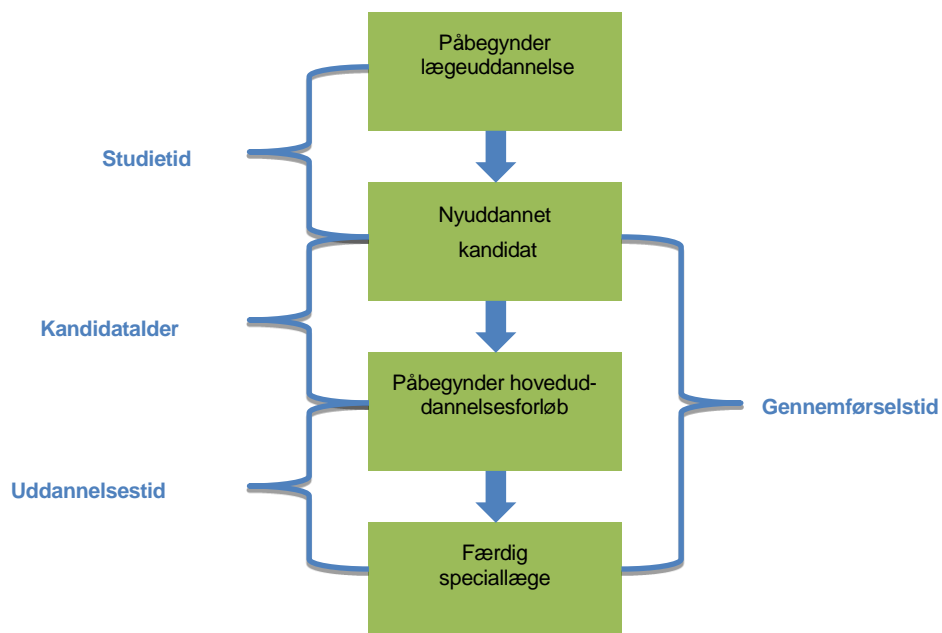 Påbegynder
lægeuddannelse
Studietid
Nyuddannet
kandidat
Kandidatalder
Påbegynder hovedud-
dannelsesforløb
Gennemførselstid
Uddannelsestid
Færdig
speciallæge